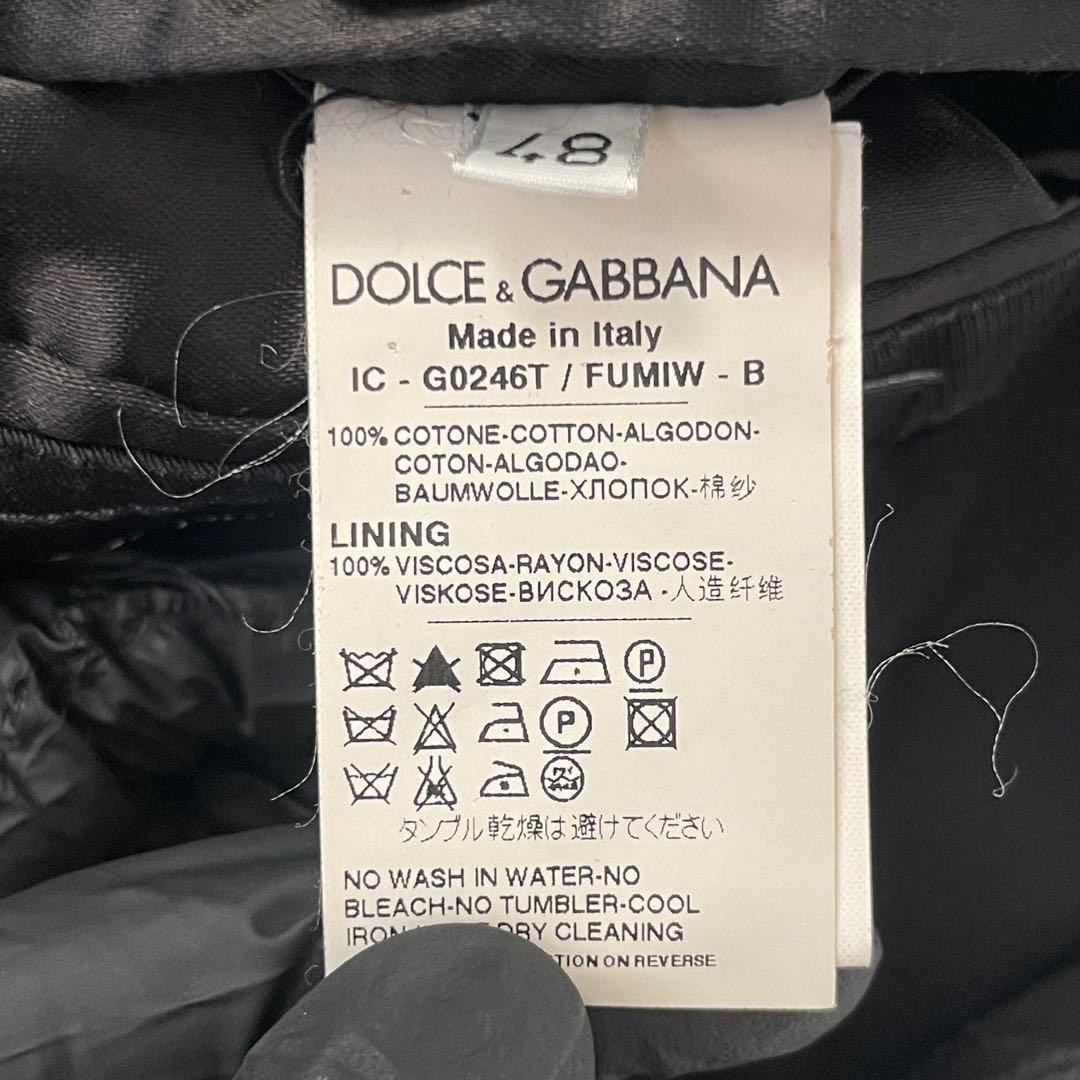 48
DOLCE & GABBANA
Made in Italy
IC - G0246T / FUMIW - B
100% COTONE-COTTON-ALGODON-
COTON-ALGODAO-
BAUMWOLLE-ХЛОПОК-棉纱
LINING
100% VISCOSA-RAYON-VISCOSE-
VISKOSE-ВИСКОЗА -人造纤维
P
P
タンブル乾燥は避けてください
NO WASH IN WATER-NO
BLEACH-NO TUMBLER-COOL
IRON DRY CLEANING
ON REVERSE